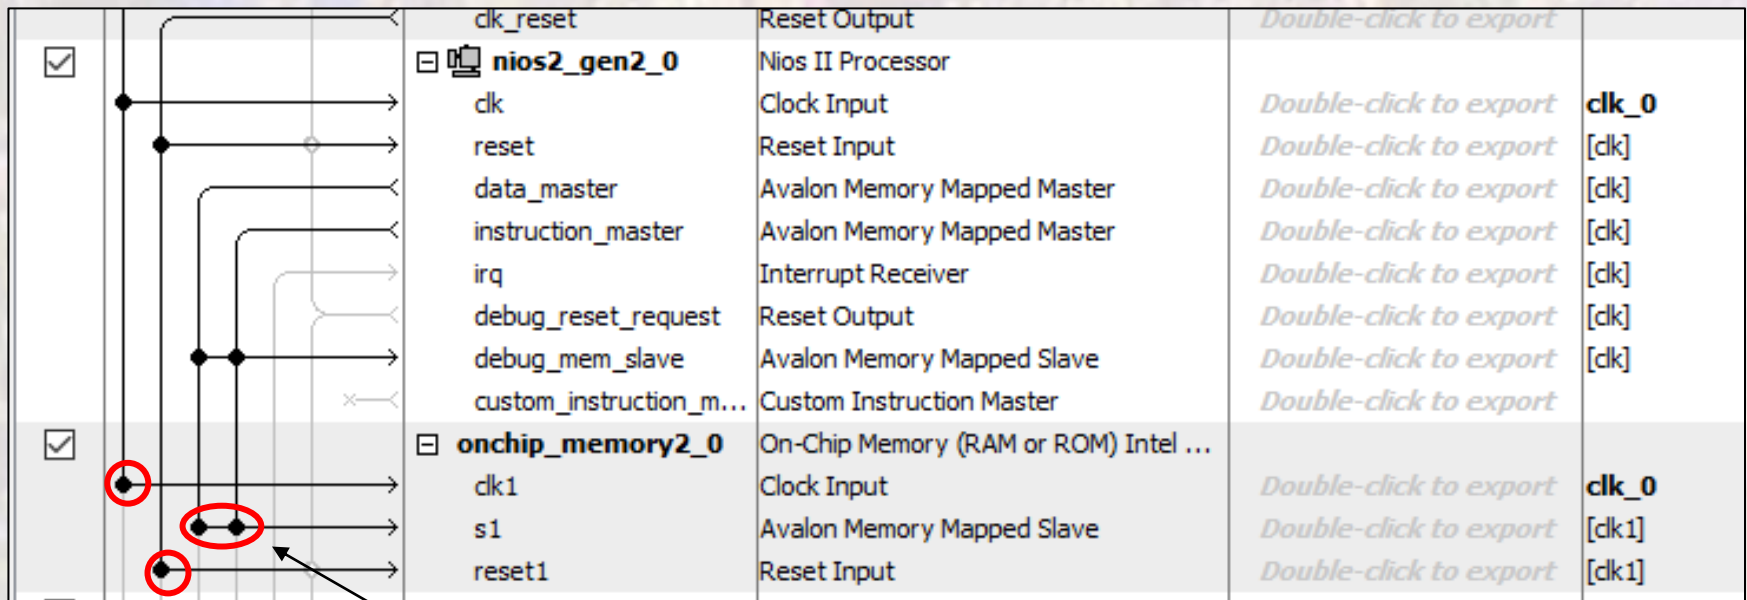 clk_reset Reset Output Double-click to export
nios2_gen2_0 Nios II Processor
clk Clock Input Double-click to export clk_0
reset Reset Input Double-click to export [clk]
data_master Avalon Memory Mapped Master Double-click to export [clk]
instruction_master Avalon Memory Mapped Master Double-click to export [clk]
irq Interrupt Receiver Double-click to export [clk]
debug_reset_request Reset Output Double-click to export [clk]
debug_mem_slave Avalon Memory Mapped Slave Double-click to export [clk]
custom_instruction_m... Custom Instruction Master Double-click to export
onchip_memory2_0 On-Chip Memory (RAM or ROM) Intel ...
clk1 Clock Input Double-click to export clk_0
s1 Avalon Memory Mapped Slave Double-click to export [clk1]
reset1 Reset Input Double-click to export [clk1]